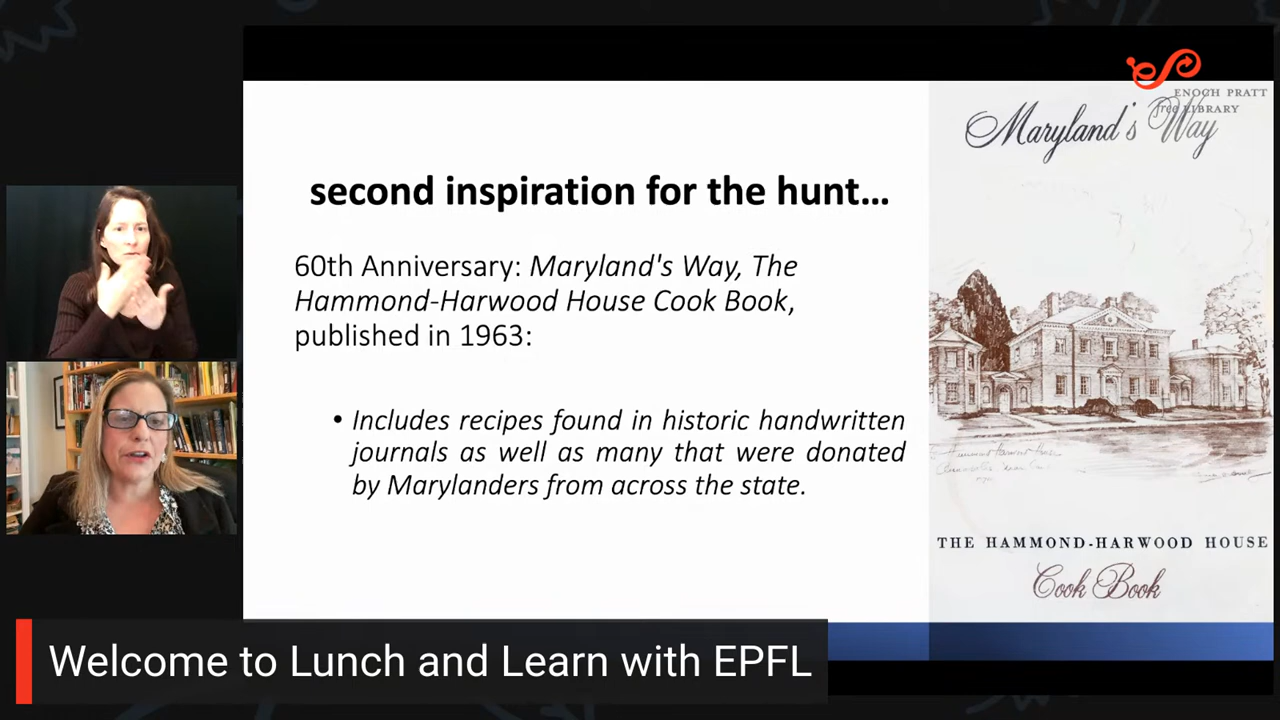 ENOCH PRATT
free LIBRARY
Maryland's Way
second inspiration for the hunt...
60th Anniversary: Maryland's Way, The
Hammond-Harwood House Cook Book,
published in 1963:
• Includes recipes found in historic handwritten
journals as well as many that were donated
by Marylanders from across the state.
THE HAMMOND-HARWOOD HOUSE
Cook Book
Welcome to Lunch and Learn with EPFL